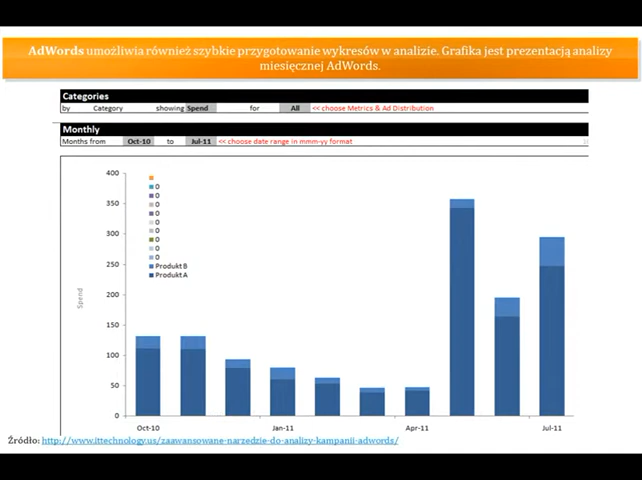 AdWords umożliwia również szybkie przygotowanie wykresów w analizie. Grafika jest prezentacją analizy
miesięcznej AdWords.
Categories
by Category showing Spend for All << choose Metrics & Ad Distribution
Monthly
Months from Oct-10 to Jul-11 << choose date range in mmm-yy format
400
350
300
250
200
150
100
50
0
Spend
0
0
0
0
0
0
0
0
0
Produkt B
Produkt A
Oct-10 Jan-11 Apr-11 Jul-11
Źródło: http://www.ittechnology.us/zaawansowane-narzedzie-do-analizy-kampanii-adwords/